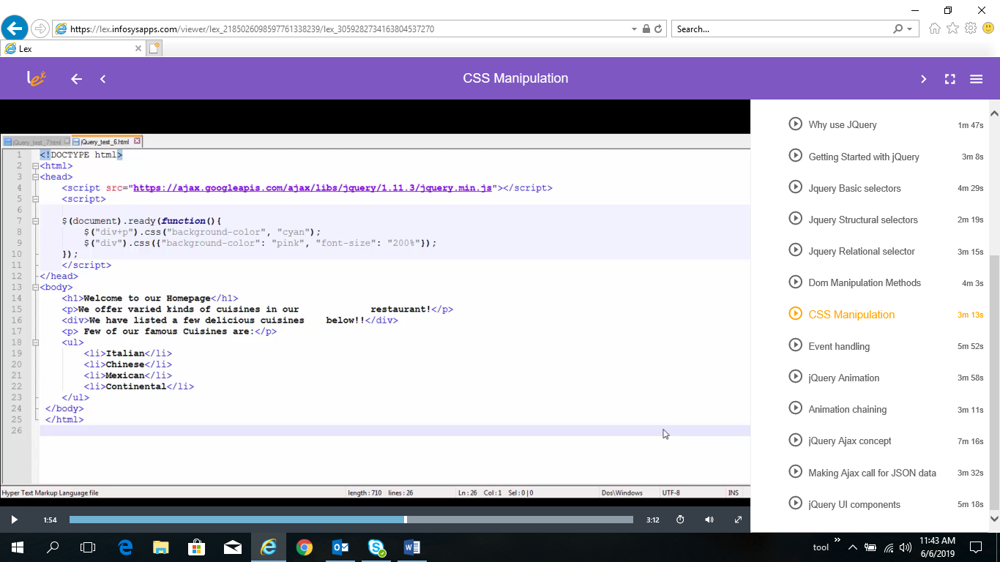 https://lex.infosysapps.com/viewer/lex_2185026098597761338239/lex_3059282734163804537270
Search...
Lex
lex
CSS Manipulation
jQuery_test_7.html
jQuery_test_6.html
1 <!DOCTYPE html>
2 <html>
3 <head>
4 <script src="https://ajax.googleapis.com/ajax/libs/jquery/1.11.3/jquery.min.js"></script>
5 <script>
6
7 $(document).ready(function(){
8 $("div+p").css("background-color", "cyan");
9 $("div").css({"background-color": "pink", "font-size": "200%"});
10 });
11 </script>
12 </head>
13 <body>
14 <h1>Welcome to our Homepage</h1>
15 <p>We offer varied kinds of cuisines in our restaurant!</p>
16 <div>We have listed a few delicious cuisines below!!</div>
17 <p> Few of our famous Cuisines are:</p>
18 <ul>
19 <li>Italian</li>
20 <li>Chinese</li>
21 <li>Mexican</li>
22 <li>Continental</li>
23 </ul>
24 </body>
25 </html>
26
Hyper Text Markup Language file length : 710 lines : 26 Ln : 26 Col : 1 Sel : 0 | 0 Dos\Windows UTF-8 INS
1:54 3:12
Why use JQuery 1m 47s
Getting Started with jQuery 3m 8s
Jquery Basic selectors 4m 29s
Jquery Structural selectors 2m 19s
Jquery Relational selector 3m 15s
Dom Manipulation Methods 4m 3s
CSS Manipulation 3m 13s
Event handling 5m 52s
jQuery Animation 3m 58s
Animation chaining 3m 11s
jQuery Ajax concept 7m 16s
Making Ajax call for JSON data 3m 32s
jQuery UI components 5m 18s
tool
11:43 AM
6/6/2019